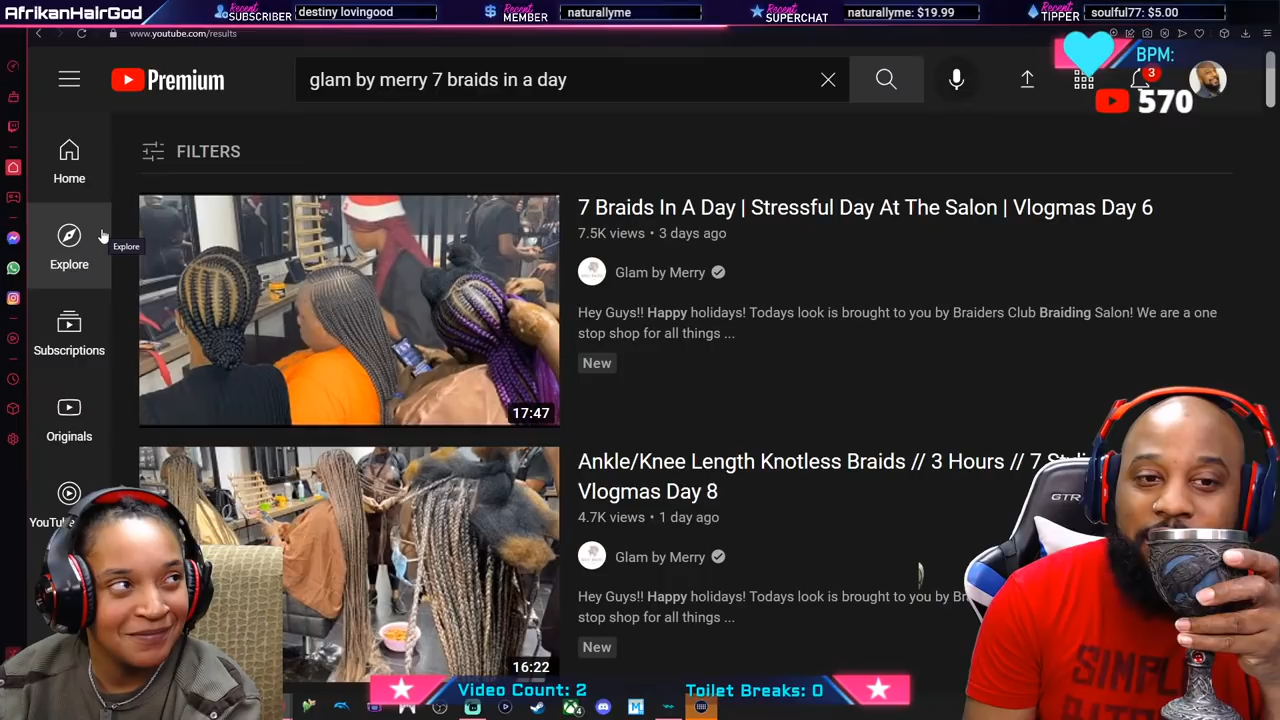 AfrikanHairGod
Recent SUBSCRIBER destiny lovingood
Recent MEMBER naturallyme
Recent SUPERCHAT naturallyme: $19.99
Recent TIPPER soulful77: $5.00
www.youtube.com/results
BPM:
Premium
glam by merry 7 braids in a day
3
570
FILTERS
Home
Explore
Explore
Subscriptions
Originals
YouTube
7 Braids In A Day | Stressful Day At The Salon | Vlogmas Day 6
7.5K views • 3 days ago
Glam by Merry
Hey Guys!! Happy holidays! Todays look is brought to you by Braiders Club Braiding Salon! We are a one
stop shop for all things ...
New
17:47
Ankle/Knee Length Knotless Braids // 3 Hours // 7
Vlogmas Day 8
4.7K views • 1 day ago
Glam by Merry
Hey Guys!! Happy holidays! Todays look is brought to you by
stop shop for all things ...
New
16:22
GTR
SIMPL
Video Count: 2
Toilet Breaks: 0